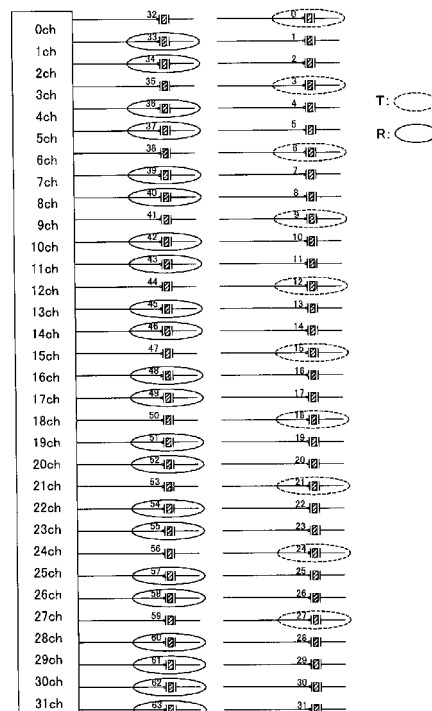 0ch
1ch
2ch
3ch
4ch
5ch
6ch
7ch
8ch
9ch
10ch
11ch
12ch
13ch
14ch
15ch
16ch
17ch
18ch
19ch
20ch
21ch
22ch
23ch
24ch
25ch
26ch
27ch
28ch
29ch
30ch
31ch
32
33
34
35
36
37
38
39
40
41
42
43
44
45
46
47
48
49
50
51
52
53
54
55
56
57
58
59
60
61
62
63
0
1
2
3
4
5
6
7
8
9
10
11
12
13
14
15
16
17
18
19
20
21
22
23
24
25
26
27
28
29
30
31
T:
R: